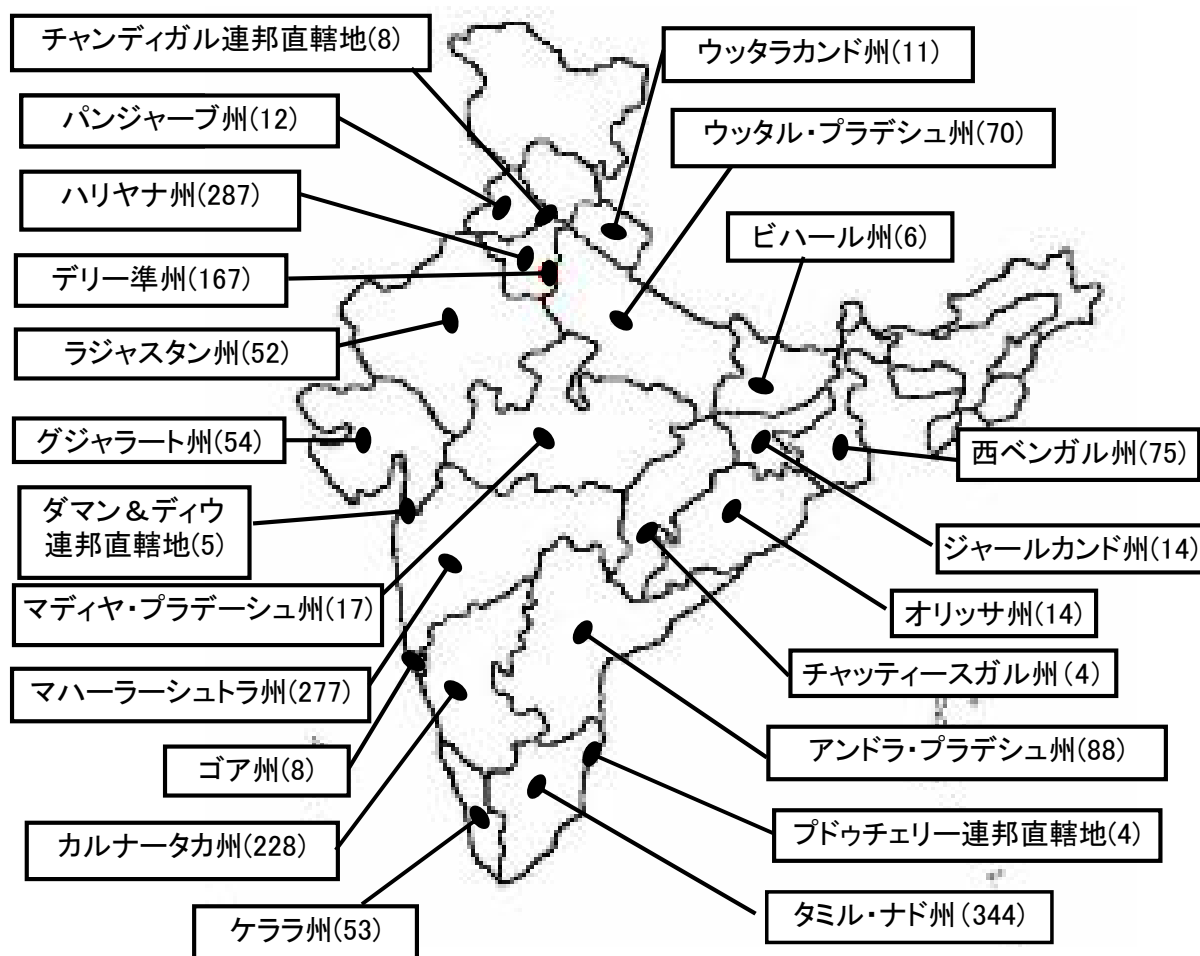 チャンディガル連邦直轄地(8)
パンジャーブ州(12)
ハリヤナ州(287)
デリー準州(167)
ラジャスタン州(52)
グジャラート州(54)
ダマン&ディウ
連邦直轄地(5)
マディヤ・プラデーシュ州(17)
マハーラーシュトラ州(277)
ゴア州(8)
カルナータカ州(228)
ケララ州(53)
ウッタラカンド州(11)
ウッタル・プラデシュ州(70)
ビハール州(6)
西ベンガル州(75)
ジャールカンド州(14)
オリッサ州(14)
チャッティースガル州(4)
アンドラ・プラデシュ州(88)
プドゥチェリー連邦直轄地(4)
タミル・ナド州(344)